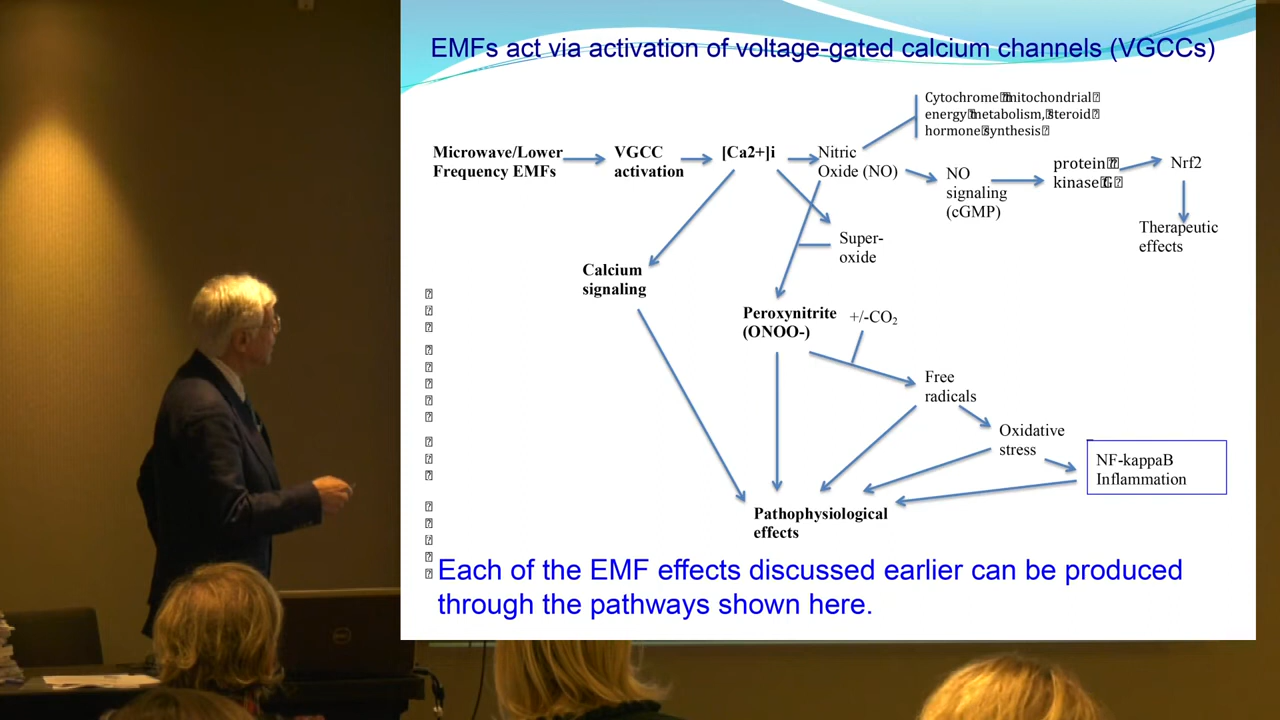 EMFs act via activation of voltage-gated calcium channels (VGCCs)
Cytochrome mitochondrial
energy metabolism, steroid
hormone synthesis
Microwave/Lower
Frequency EMFs
VGCC
activation
[Ca2+]i
Nitric
Oxide (NO)
NO
signaling
(cGMP)
protein
kinase G
Nrf2
Therapeutic
effects
Super-
oxide
Calcium
signaling
Peroxynitrite
(ONOO-)
+/-CO₂
Free
radicals
Oxidative
stress
NF-kappaB
Inflammation
Pathophysiological
effects
Each of the EMF effects discussed earlier can be produced
through the pathways shown here.